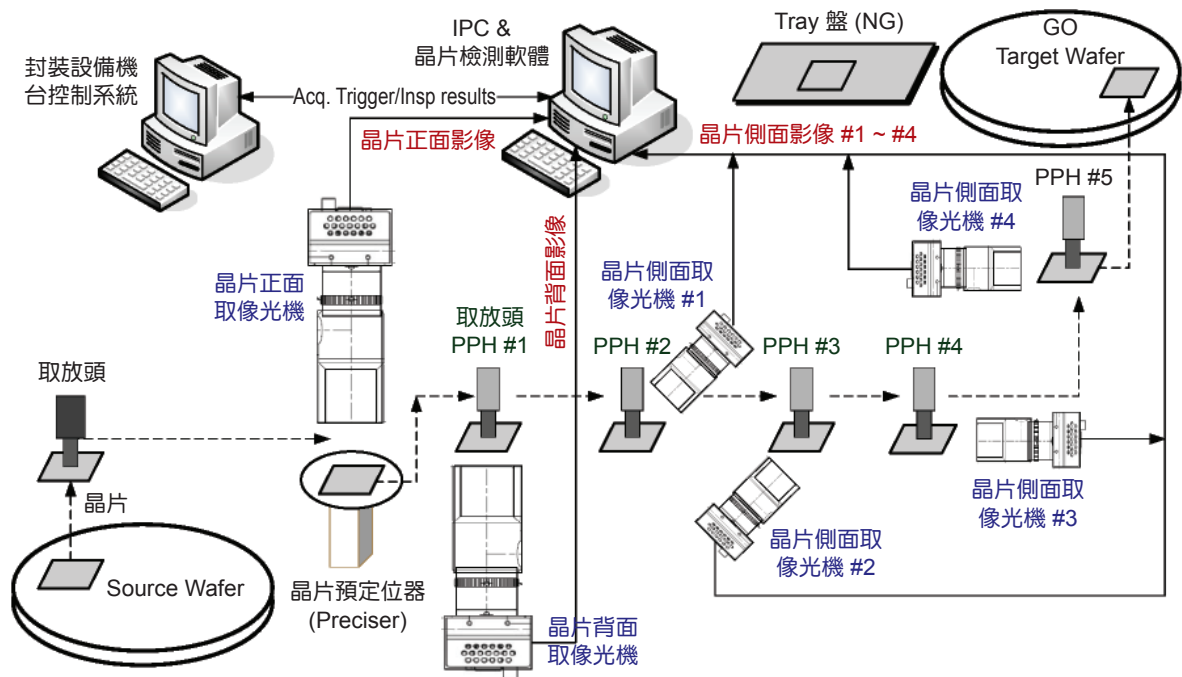 封裝設備機
台控制系統
Acq. Trigger/Insp results
IPC &
晶片檢測軟體
Tray 盤 (NG)
GO
Target Wafer
晶片正面影像
晶片側面影像 #1 ~ #4
晶片背面影像
晶片正面
取像光機
晶片側面取
像光機 #1
晶片側面取
像光機 #4
PPH #5
取放頭
取放頭
PPH #1
PPH #2
PPH #3
PPH #4
晶片
Source Wafer
晶片預定位器
(Preciser)
晶片背面
取像光機
晶片側面取
像光機 #2
晶片側面取
像光機 #3